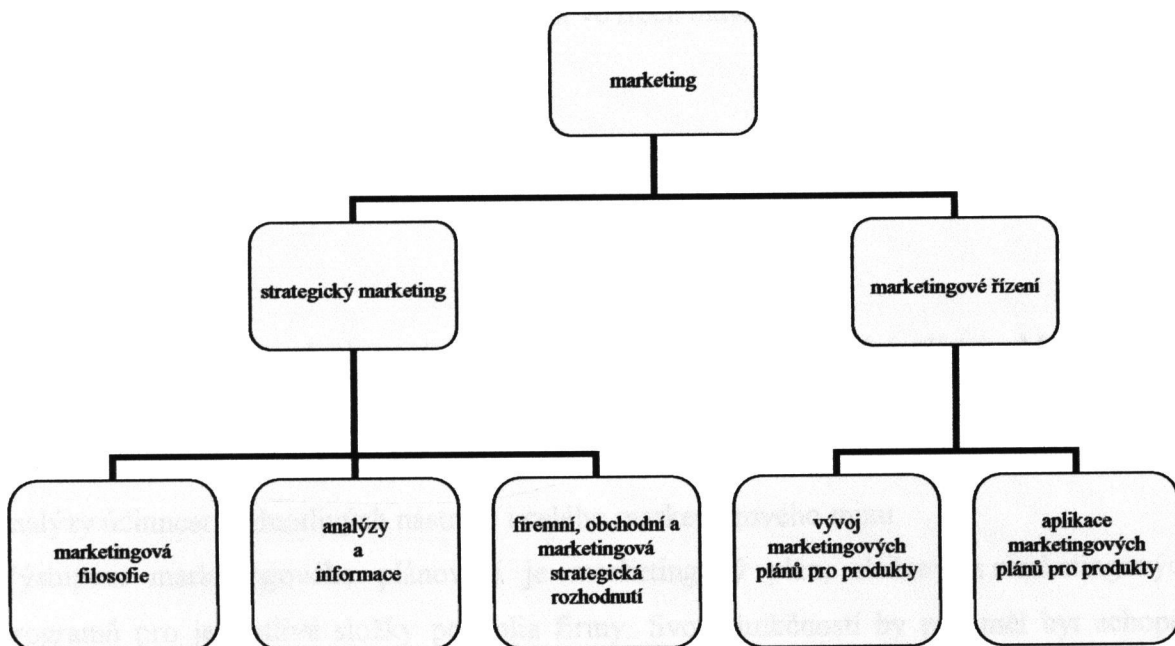 marketing
strategický marketing
marketingové řízení
marketingová
filosofie
analýzy
a
informace
firemní, obchodní a
marketingová
strategická
rozhodnutí
vývoj
marketingových
plánů pro produkty
aplikace
marketingových
plánů pro produkty